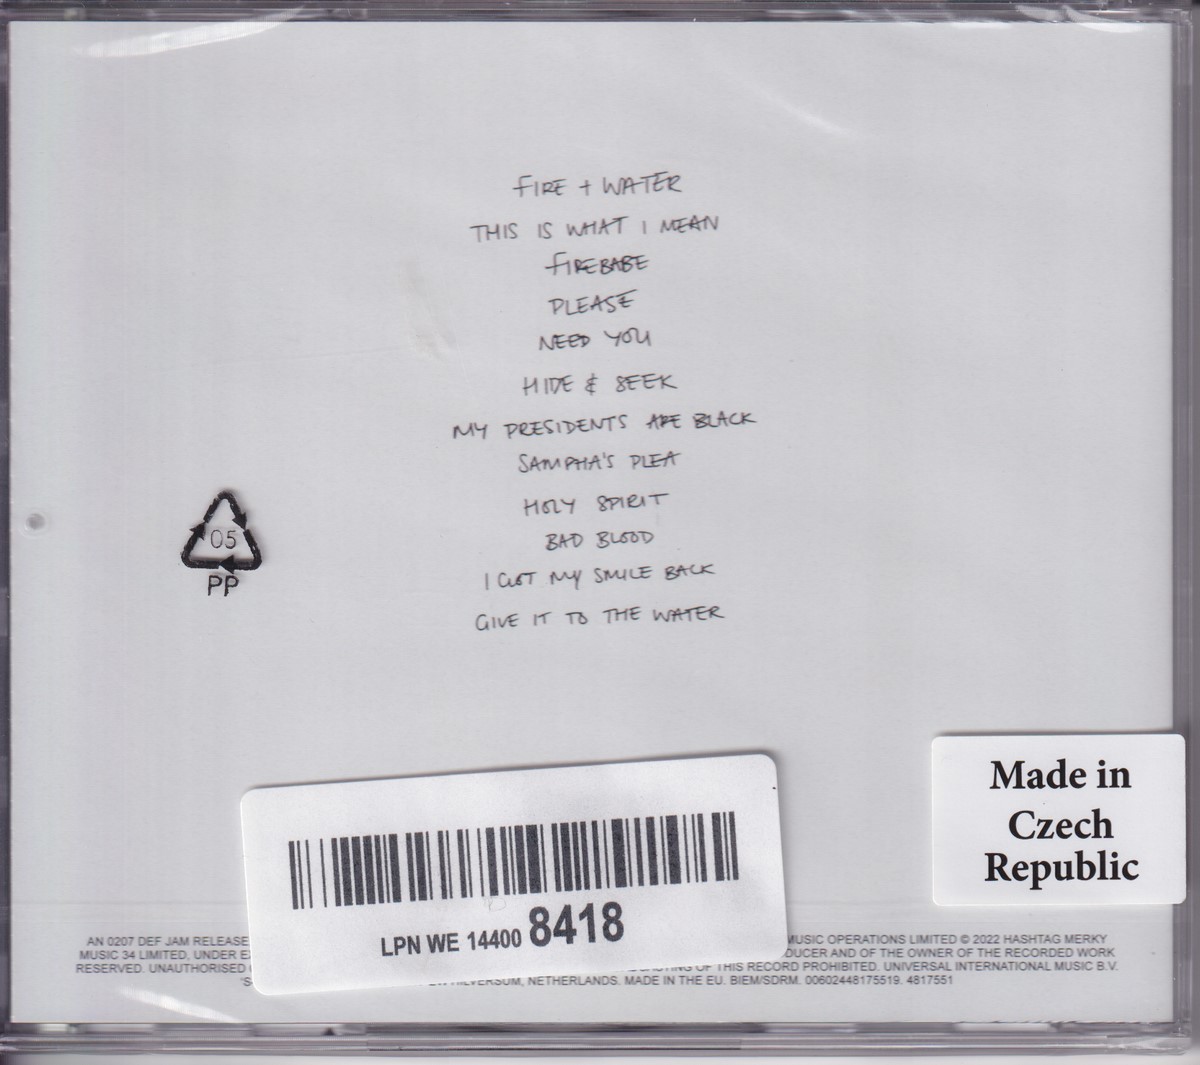 FIRE + WATER
THIS IS WHAT I MEAN
FIREBABE
PLEASE
NEED YOU
HIDE & SEEK
MY PRESIDENTS ARE BLACK
SAMPHA'S PLEA
HOLY SPIRIT
BAD BLOOD
I GOT MY SMILE BACK
GIVE IT TO THE WATER
05
PP
Made in
Czech
Republic
LPN WE 14400 8418
AN 0207 DEF JAM RELEASE MUSIC OPERATIONS LIMITED © 2022 HASHTAG MERKY
MUSIC 34 LIMITED, UNDER AND OF THE OWNER OF THE RECORDED WORK
RESERVED. UNAUTHORISED OF THIS RECORD PROHIBITED. UNIVERSAL INTERNATIONAL MUSIC B.V.
HILVERSUM, NETHERLANDS. MADE IN THE EU. BIEM/SDRM. 00602448175519. 4817551